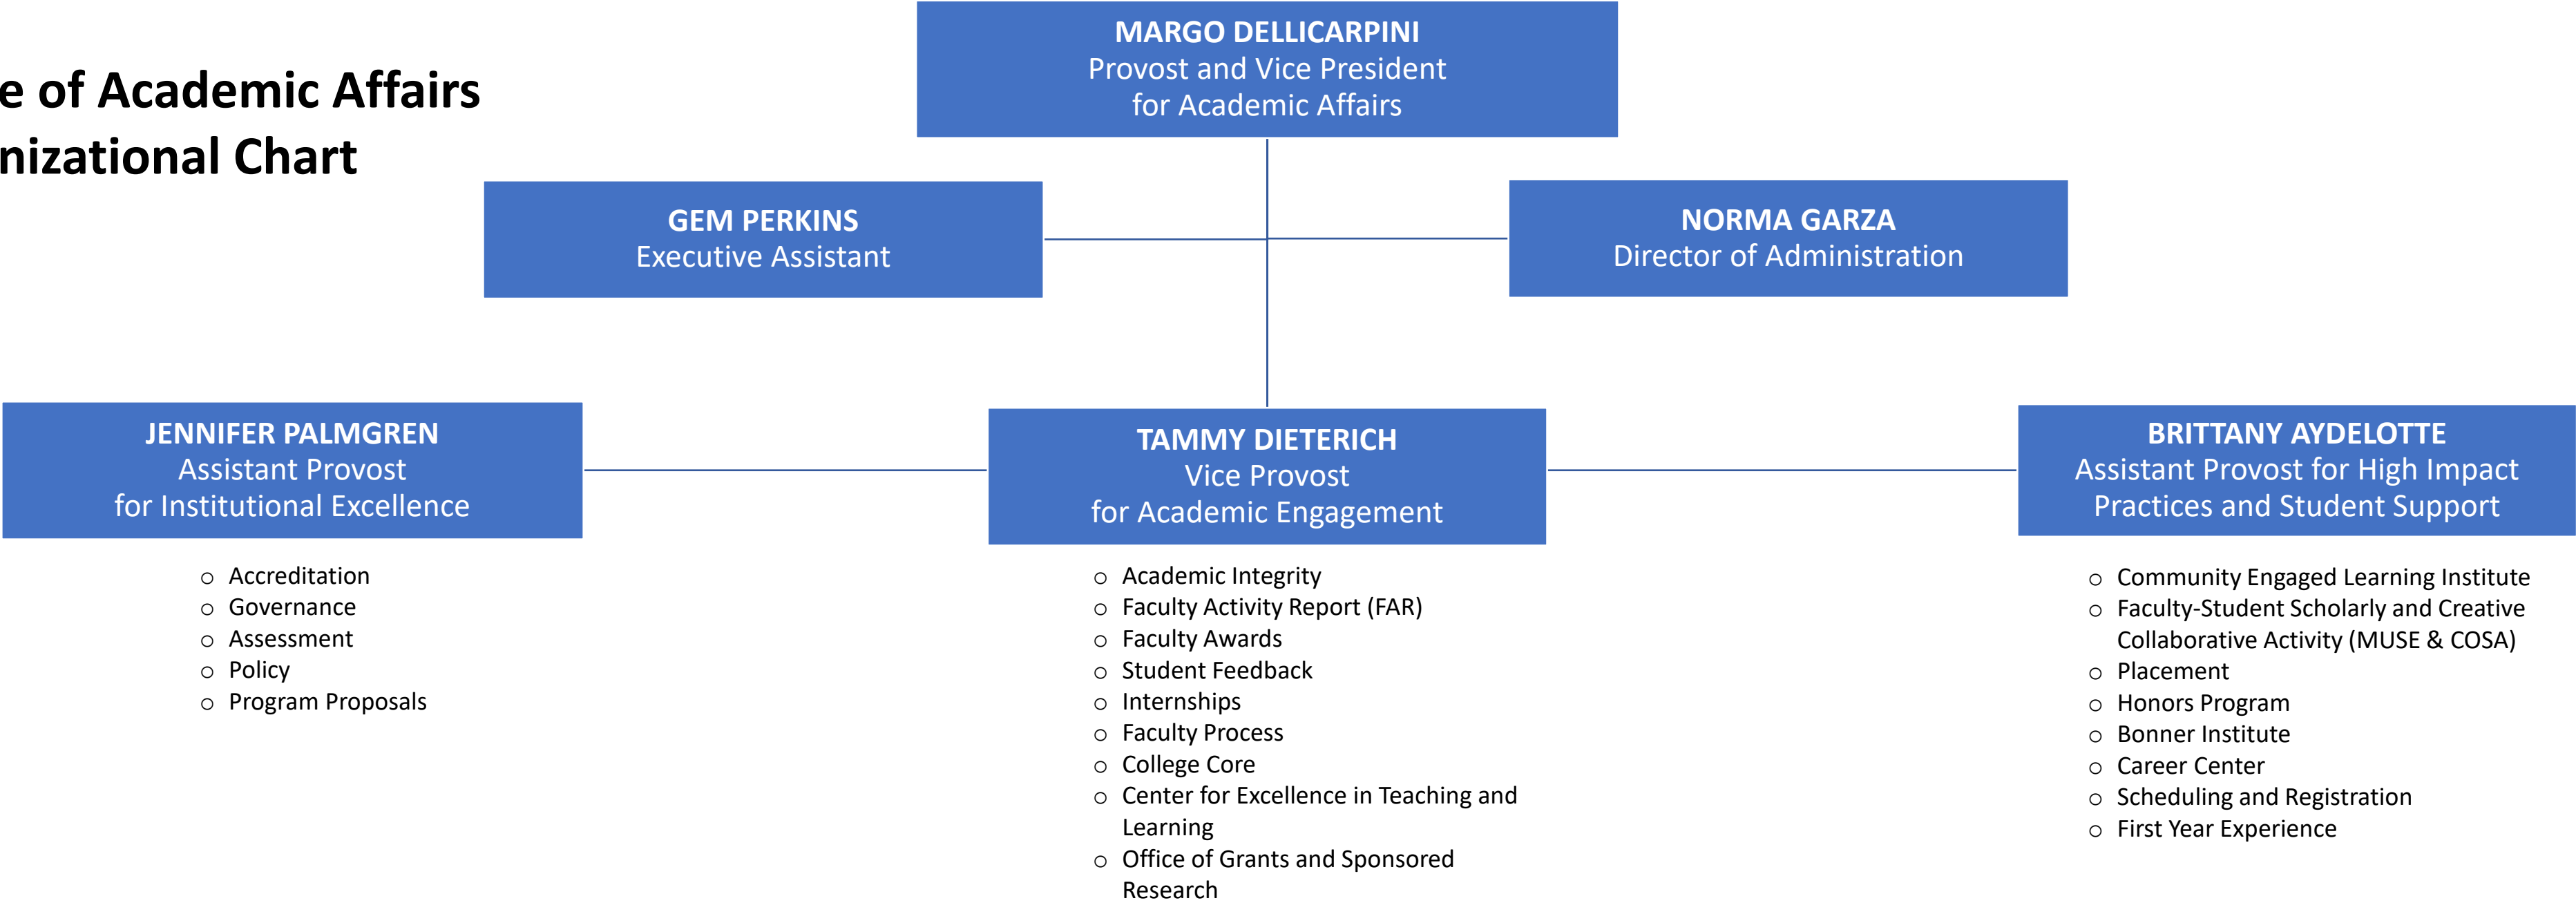 MARGO DELLICARPINI
Provost and Vice President
for Academic Affairs
e of Academic Affairs
nizational Chart
GEM PERKINS
Executive Assistant
NORMA GARZA
Director of Administration
JENNIFER PALMGREN
Assistant Provost
for Institutional Excellence
○ Accreditation
○ Governance
○ Assessment
○ Policy
○ Program Proposals
TAMMY DIETERICH
Vice Provost
for Academic Engagement
○ Academic Integrity
○ Faculty Activity Report (FAR)
○ Faculty Awards
○ Student Feedback
○ Internships
○ Faculty Process
○ College Core
○ Center for Excellence in Teaching and
Learning
○ Office of Grants and Sponsored
Research
BRITTANY AYDELOTTE
Assistant Provost for High Impact
Practices and Student Support
○ Community Engaged Learning Institute
○ Faculty-Student Scholarly and Creative
Collaborative Activity (MUSE & COSA)
○ Placement
○ Honors Program
○ Bonner Institute
○ Career Center
○ Scheduling and Registration
○ First Year Experience